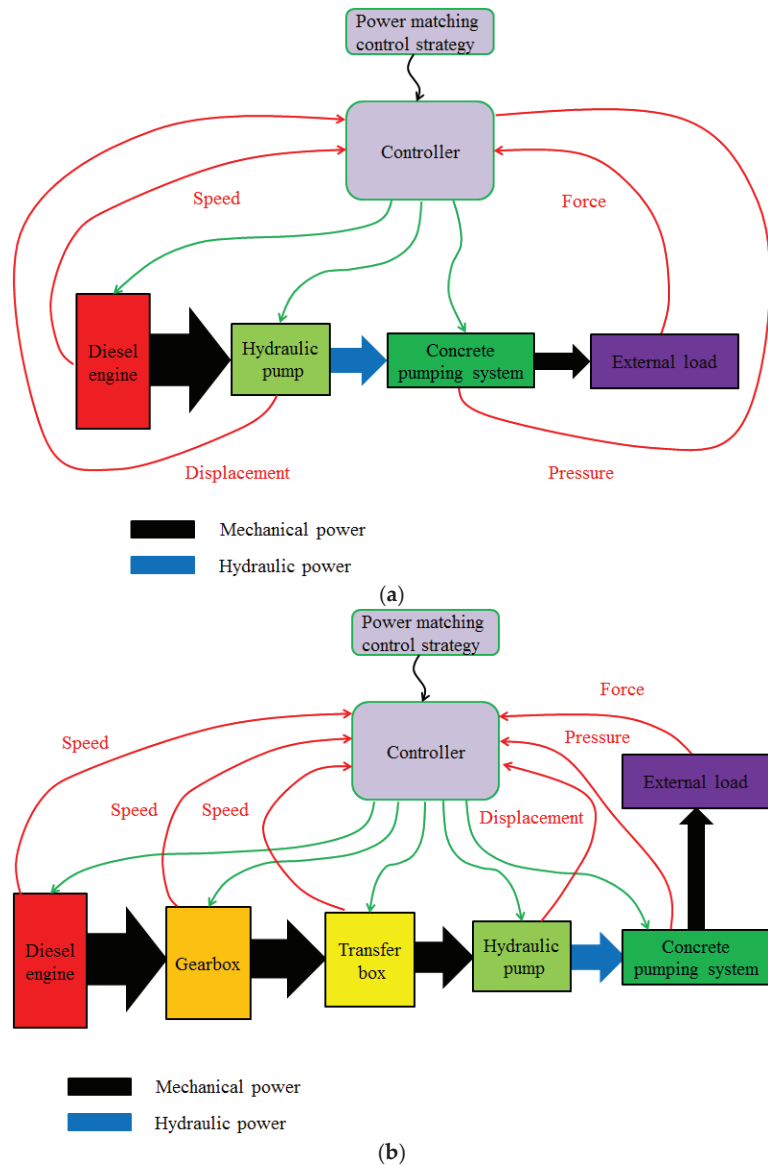 Power matching
control strategy
Controller
Speed
Force
Diesel
engine
Hydraulic
pump
Concrete
pumping system
External load
Displacement
Pressure
Mechanical power
Hydraulic power
(a)
Power matching
control strategy
Force
Speed
Controller
Pressure
External load
Speed
Speed
Displacement
Diesel
engine
Gearbox
Transfer
box
Hydraulic
pump
Concrete
pumping system
Mechanical power
Hydraulic power
(b)